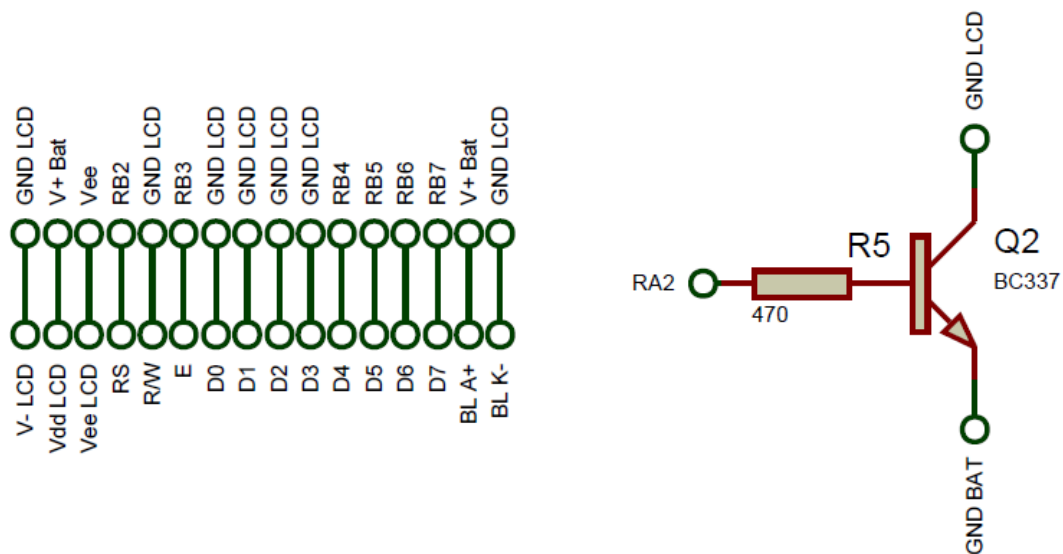 GND LCD
V+ Bat
Vee
RB2
GND LCD
RB3
GND LCD
GND LCD
GND LCD
GND LCD
RB4
RB5
RB6
RB7
V+ Bat
GND LCD
V- LCD
Vdd LCD
Vee LCD
RS
R/W
E
D0
D1
D2
D3
D4
D5
D6
D7
BL A+
BL K-
GND LCD
R5
Q2
BC337
RA2
470
GND BAT